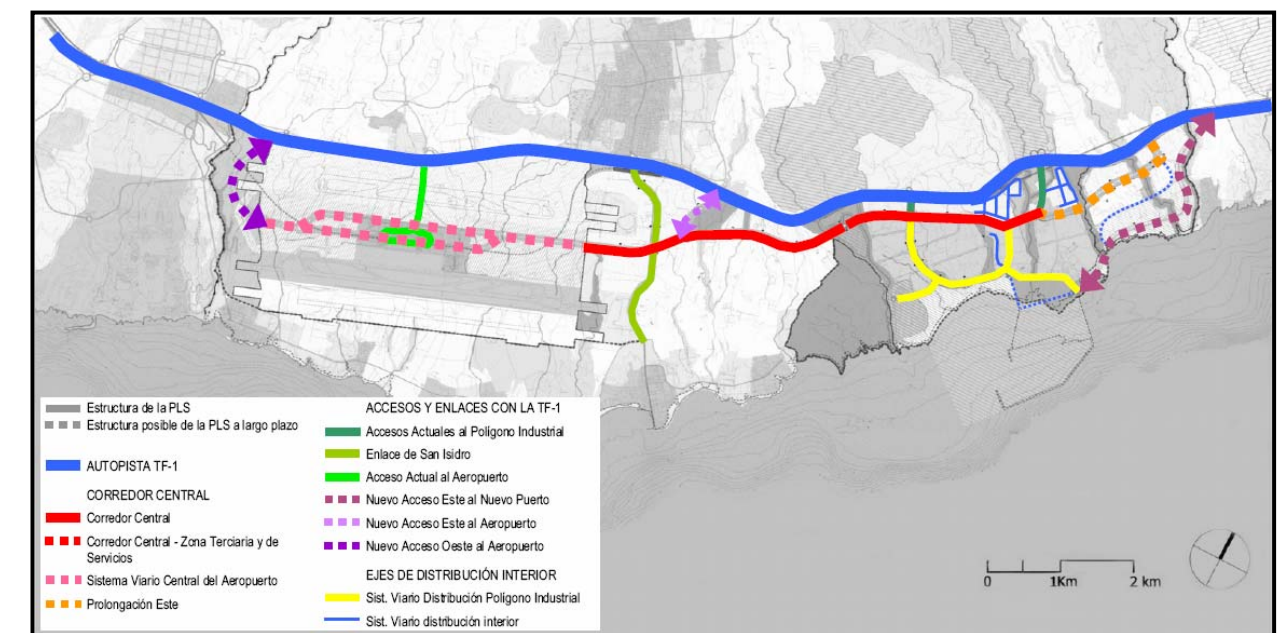 Estructura de la PLS
Estructura posible de la PLS a largo plazo
AUTOPISTA TF-1
CORREDOR CENTRAL
Corredor Central
Corredor Central - Zona Terciaria y de
Servicios
Sistema Viario Central del Aeropuerto
Prolongación Este
ACCESOS Y ENLACES CON LA TF-1
Accesos Actuales al Polígono Industrial
Enlace de San Isidro
Acceso Actual al Aeropuerto
Nuevo Acceso Este al Nuevo Puerto
Nuevo Acceso Este al Aeropuerto
Nuevo Acceso Oeste al Aeropuerto
EJES DE DISTRIBUCIÓN INTERIOR
Sist. Viario Distribución Polígono Industrial
Sist. Viario distribución interior
0 1Km 2 km